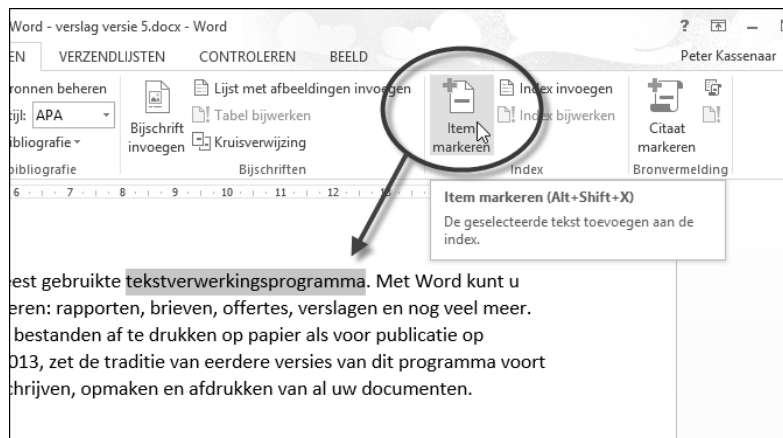 Word - verslag versie 5.docx - Word
EN VERZENDLIJSTEN CONTROLEREN BEELD Peter Kassenaar
ronnen beheren
tijl: APA
ibliografie
bibliografie
Bijschrift
invoegen
Lijst met afbeeldingen invoegen
Tabel bijwerken
Kruisverwijzing
Bijschriften
Item
markeren
Index invoegen
Index bijwerken
Index
Citaat
markeren
Bronvermelding
6 7 8 9 10 11 12 13
Item markeren (Alt+Shift+X)
De geselecteerde tekst toevoegen aan de
index.
eest gebruikte tekstverwerkingsprogramma. Met Word kunt u
eren: rapporten, brieven, offertes, verslagen en nog veel meer.
bestanden af te drukken op papier als voor publicatie op
013, zet de traditie van eerdere versies van dit programma voort
chrijven, opmaken en afdrukken van al uw documenten.